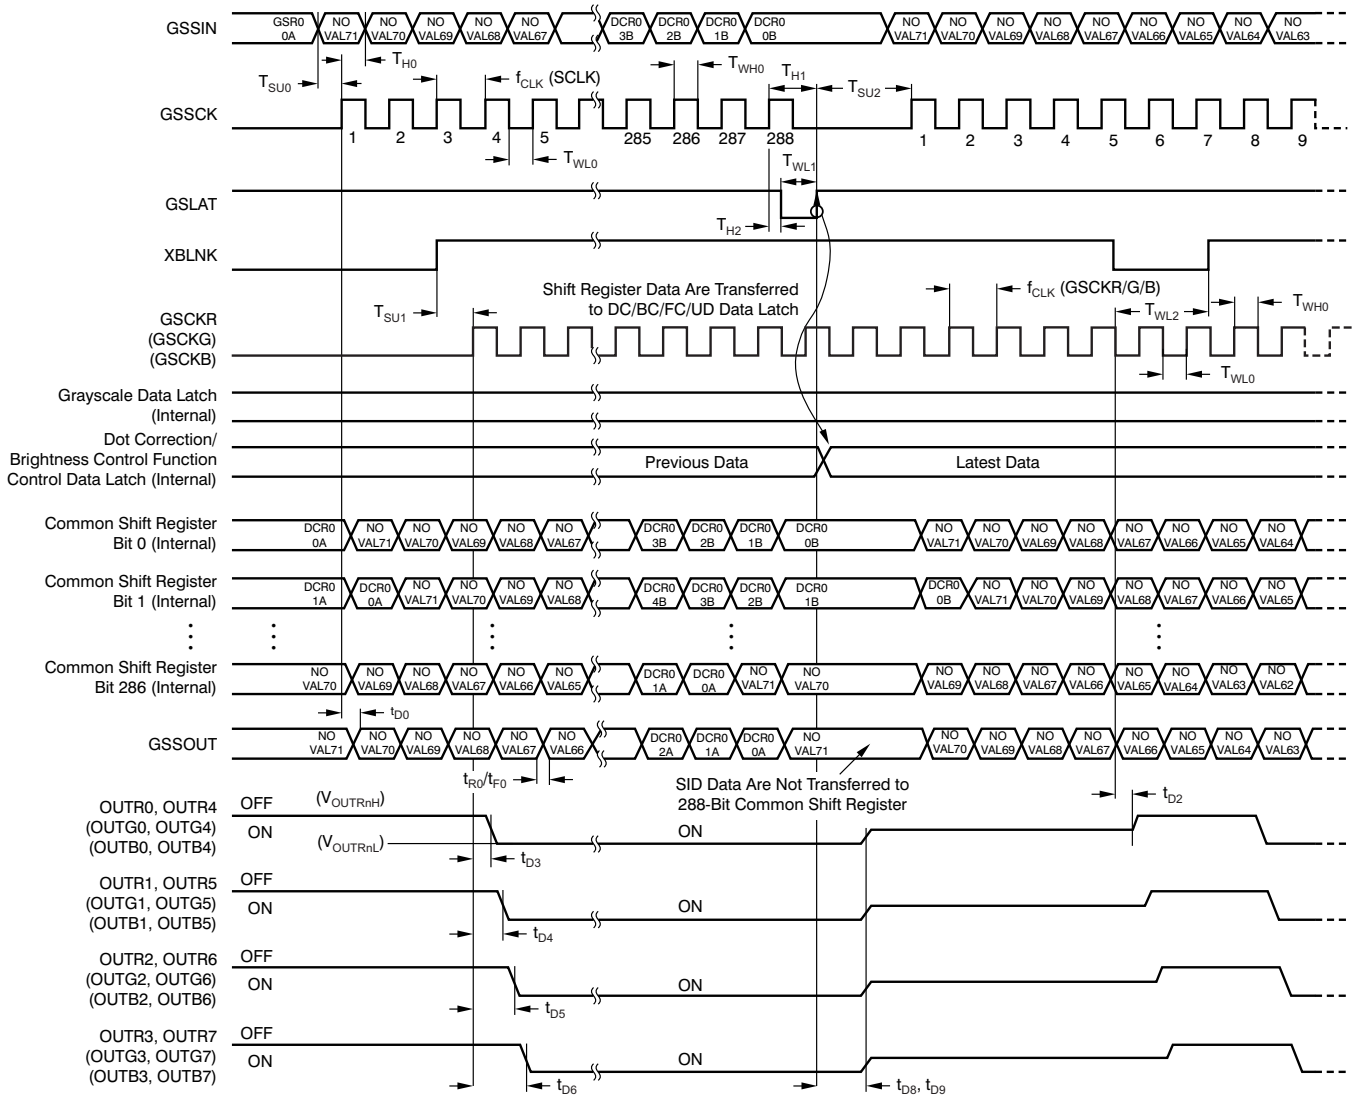 GSSIN
GSR0 0A
NO VAL71
NO VAL70
NO VAL69
NO VAL68
NO VAL67
DCR0 3B
DCR0 2B
DCR0 1B
DCR0 0B
NO VAL71
NO VAL70
NO VAL69
NO VAL68
NO VAL67
NO VAL66
NO VAL65
NO VAL64
NO VAL63
TSU0
TH0
fCLK (SCLK)
TWH0
TH1
TSU2
GSSCK
1 2 3 4 5 285 286 287 288 1 2 3 4 5 6 7 8 9
TWL0
TWL1
GSLAT
TH2
XBLNK
Shift Register Data Are Transferred
to DC/BC/FC/UD Data Latch
fCLK (GSCKR/G/B)
TSU1
TWL2
TWH0
GSCKR
(GSCKG)
(GSCKB)
TWL0
Grayscale Data Latch
(Internal)
Dot Correction/
Brightness Control Function
Control Data Latch (Internal)
Previous Data
Latest Data
Common Shift Register
Bit 0 (Internal)
DCR0 0A
NO VAL71
NO VAL70
NO VAL69
NO VAL68
NO VAL67
DCR0 3B
DCR0 2B
DCR0 1B
DCR0 0B
NO VAL71
NO VAL70
NO VAL69
NO VAL68
NO VAL67
NO VAL66
NO VAL65
NO VAL64
Common Shift Register
Bit 1 (Internal)
DCR0 1A
DCR0 0A
NO VAL71
NO VAL70
NO VAL69
NO VAL68
DCR0 4B
DCR0 3B
DCR0 2B
DCR0 1B
DCR0 0B
NO VAL71
NO VAL70
NO VAL69
NO VAL68
NO VAL67
NO VAL66
NO VAL65
Common Shift Register
Bit 286 (Internal)
NO VAL70
NO VAL69
NO VAL68
NO VAL67
NO VAL66
NO VAL65
DCR0 1A
DCR0 0A
NO VAL71
NO VAL70
NO VAL69
NO VAL68
NO VAL67
NO VAL66
NO VAL65
NO VAL64
NO VAL63
NO VAL62
tD0
GSSOUT
NO VAL71
NO VAL70
NO VAL69
NO VAL68
NO VAL67
NO VAL66
DCR0 2A
DCR0 1A
DCR0 0A
NO VAL71
NO VAL70
NO VAL69
NO VAL68
NO VAL67
NO VAL66
NO VAL65
NO VAL64
NO VAL63
tR0/tF0
SID Data Are Not Transferred to
288-Bit Common Shift Register
tD2
OUTR0, OUTR4
(OUTG0, OUTG4)
(OUTB0, OUTB4)
OFF
ON
(VOUTRnH)
(VOUTRnL)
ON
tD3
OUTR1, OUTR5
(OUTG1, OUTG5)
(OUTB1, OUTB5)
OFF
ON
ON
tD4
OUTR2, OUTR6
(OUTG2, OUTG6)
(OUTB2, OUTB6)
OFF
ON
ON
tD5
OUTR3, OUTR7
(OUTG3, OUTG7)
(OUTB3, OUTB7)
OFF
ON
ON
tD6
tD8, tD9